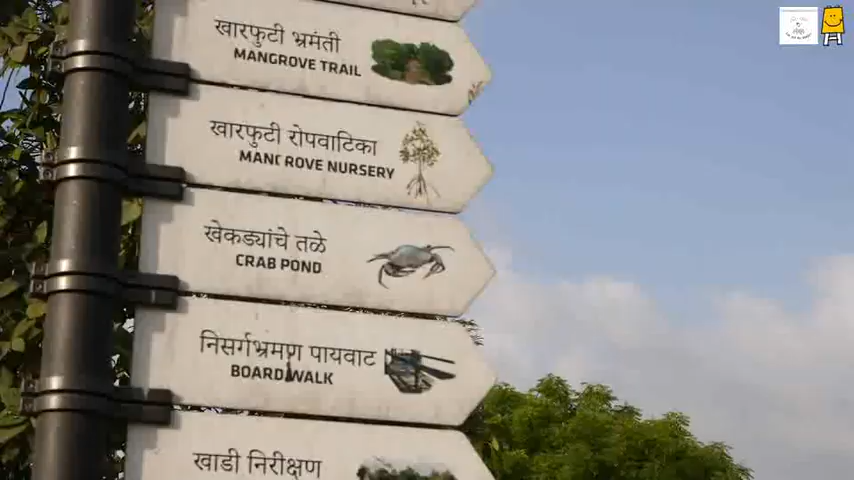 खारफुटी भ्रमंती
MANGROVE TRAIL
खारफुटी रोपवाटिका
MANGROVE NURSERY
खेकड्यांचे तळे
CRAB POND
निसर्गभ्रमण पायवाट
BOARDWALK
खाडी निरीक्षण